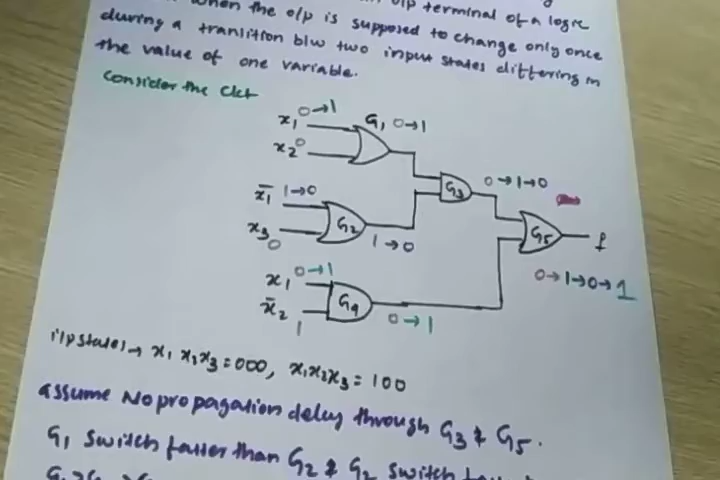 when the o/p is supposed to change only once
o/p terminal of a logic
during a transition b/w two input states differing in
the value of one variable.
Consider the Ckt
x1 0→1
G1 0→1
x2 0
G3 0→1→0
x̄1 1→0
G2
x3 0
1→0
G5 f
0→1→0→1
x1 0→1
x̄2 1
G4
0→1
i/p states → x1 x2 x3 = 000, x1x2x3 = 100
assume No propagation delay through G3 & G5.
G1 switch faster than G2 & G2 switch